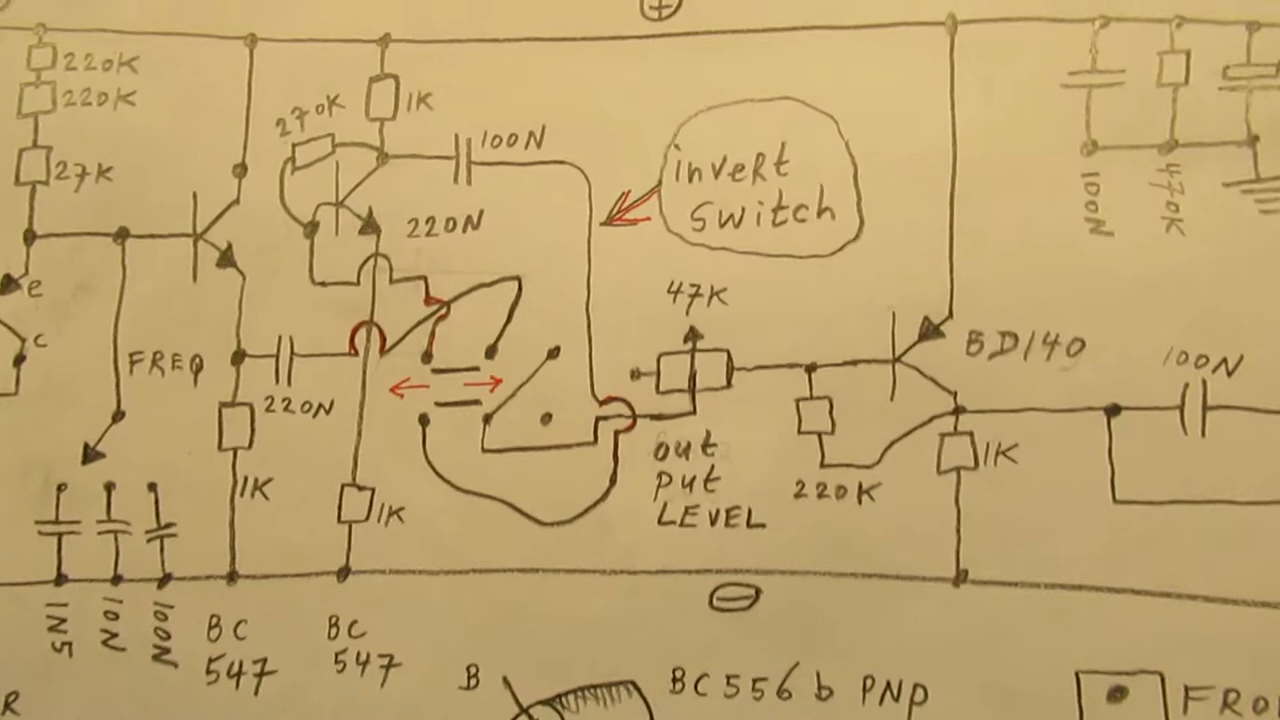 +
220K
220K
27K
270K
1K
100N
220N
invert
switch
e
c
FREQ
220N
1K
1K
47K
out
put
LEVEL
220K
BD140
1K
100N
100N
470K
1N5
10N
100N
BC
547
BC
547
−
R
B
BC556b PNP
FRO